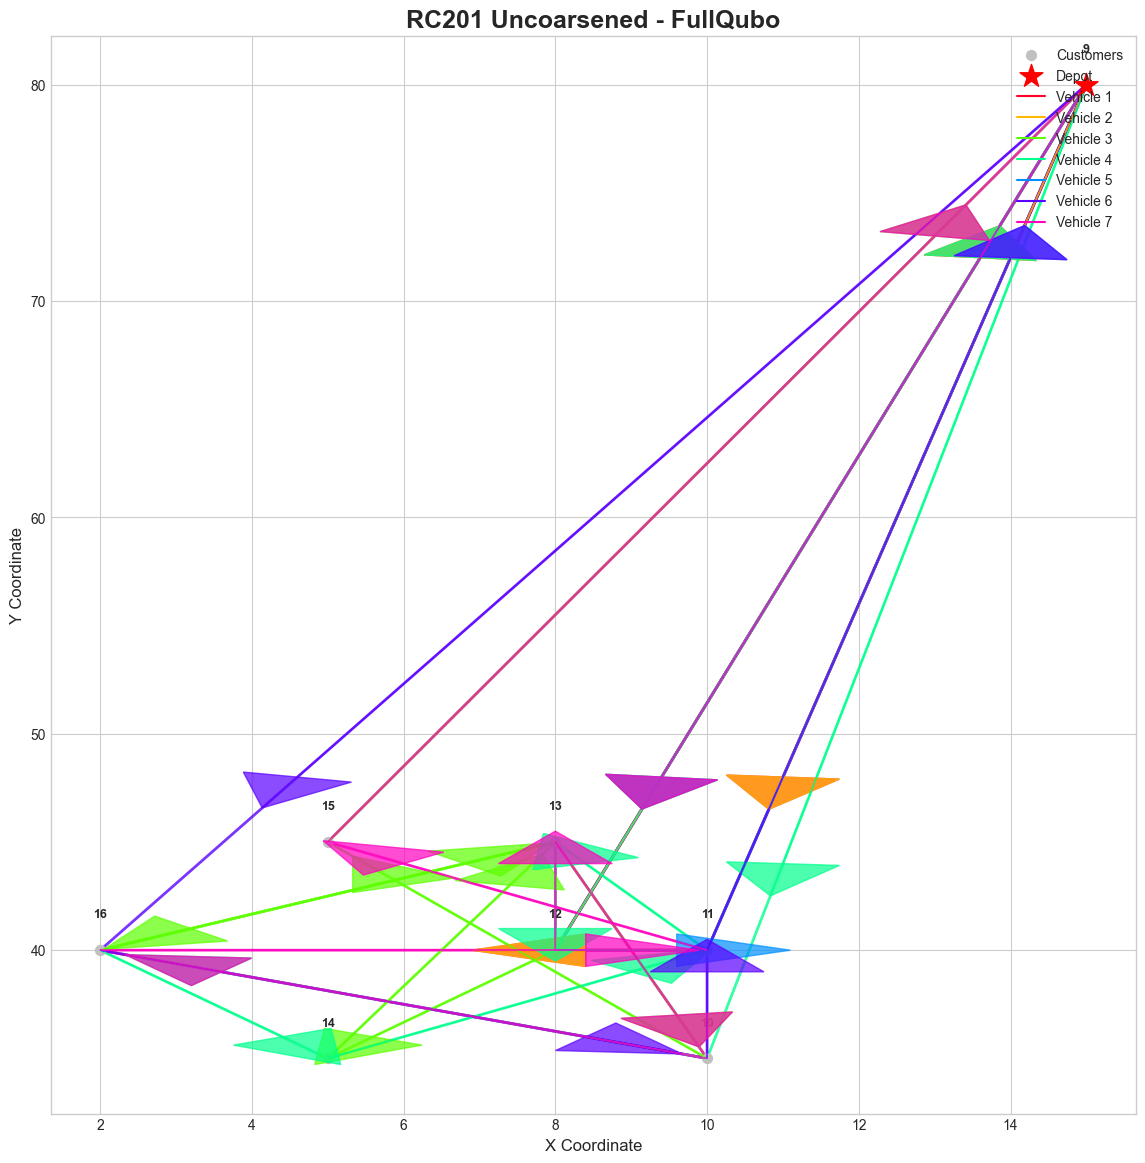 RC201 Uncoarsened - FullQubo
9
Customers
Depot
Vehicle 1
Vehicle 2
Vehicle 3
Vehicle 4
Vehicle 5
Vehicle 6
Vehicle 7
80
70
60
50
40
Y Coordinate
15
13
16
12
11
14
2
4
6
8
10
12
14
X Coordinate